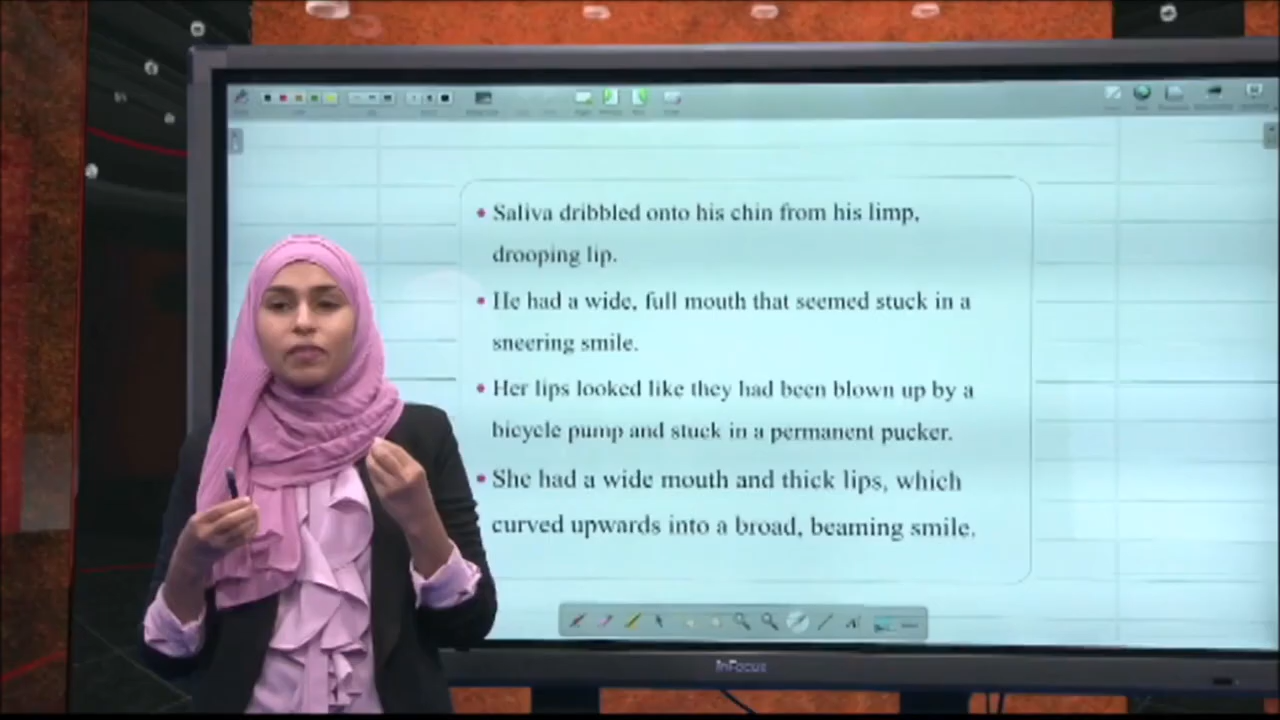 • Saliva dribbled onto his chin from his limp,
drooping lip.
• He had a wide, full mouth that seemed stuck in a
sneering smile.
• Her lips looked like they had been blown up by a
bicycle pump and stuck in a permanent pucker.
• She had a wide mouth and thick lips, which
curved upwards into a broad, beaming smile.
InFocus